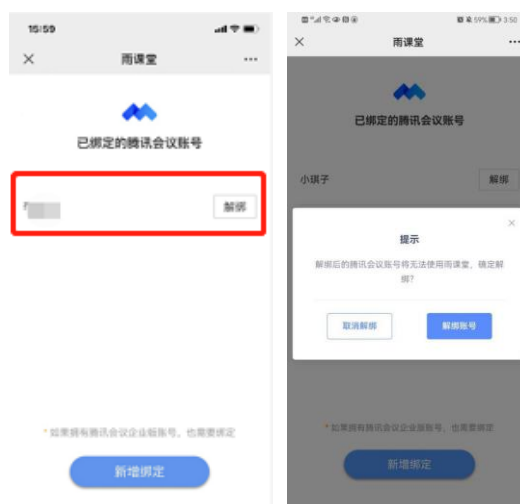 15:59
雨课堂
已绑定的腾讯会议账号
解绑
*如果拥有腾讯会议企业版账号，也需要绑定
新增绑定
59%
3:50
雨课堂
已绑定的腾讯会议账号
小琪子
解绑
提示
解绑后的腾讯会议账号将无法使用雨课堂，确定解
绑？
取消解绑
解绑账号
*如果拥有腾讯会议企业版账号，也需要绑定
新增绑定